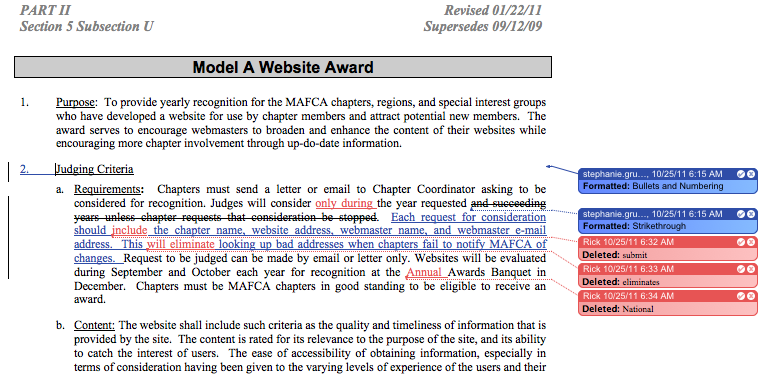 PART II Revised 01/22/11
Section 5 Subsection U Supersedes 09/12/09
Model A Website Award
1. Purpose: To provide yearly recognition for the MAFCA chapters, regions, and special interest groups
who have developed a website for use by chapter members and attract potential new members. The
award serves to encourage webmasters to broaden and enhance the content of their websites while
encouraging more chapter involvement through up-do-date information.
2. Judging Criteria
a. Requirements: Chapters must send a letter or email to Chapter Coordinator asking to be
considered for recognition. Judges will consider only during the year requested and succeeding
years unless chapter requests that consideration be stopped. Each request for consideration
should include the chapter name, website address, webmaster name, and webmaster e-mail
address. This will eliminate looking up bad addresses when chapters fail to notify MAFCA of
changes. Request to be judged can be made by email or letter only. Websites will be evaluated
during September and October each year for recognition at the Annual Awards Banquet in
December. Chapters must be MAFCA chapters in good standing to be eligible to receive an
award.
b. Content: The website shall include such criteria as the quality and timeliness of information that is
provided by the site. The content is rated for its relevance to the purpose of the site, and its ability
to catch the interest of users. The ease of accessibility of obtaining information, especially in
terms of consideration having been given to the varying levels of experience of the users and their
stephanie.gru…, 10/25/11 6:15 AM
Formatted: Bullets and Numbering
stephanie.gru…, 10/25/11 6:15 AM
Formatted: Strikethrough
Rick 10/25/11 6:32 AM
Deleted: submit
Rick 10/25/11 6:33 AM
Deleted: eliminates
Rick 10/25/11 6:34 AM
Deleted: National